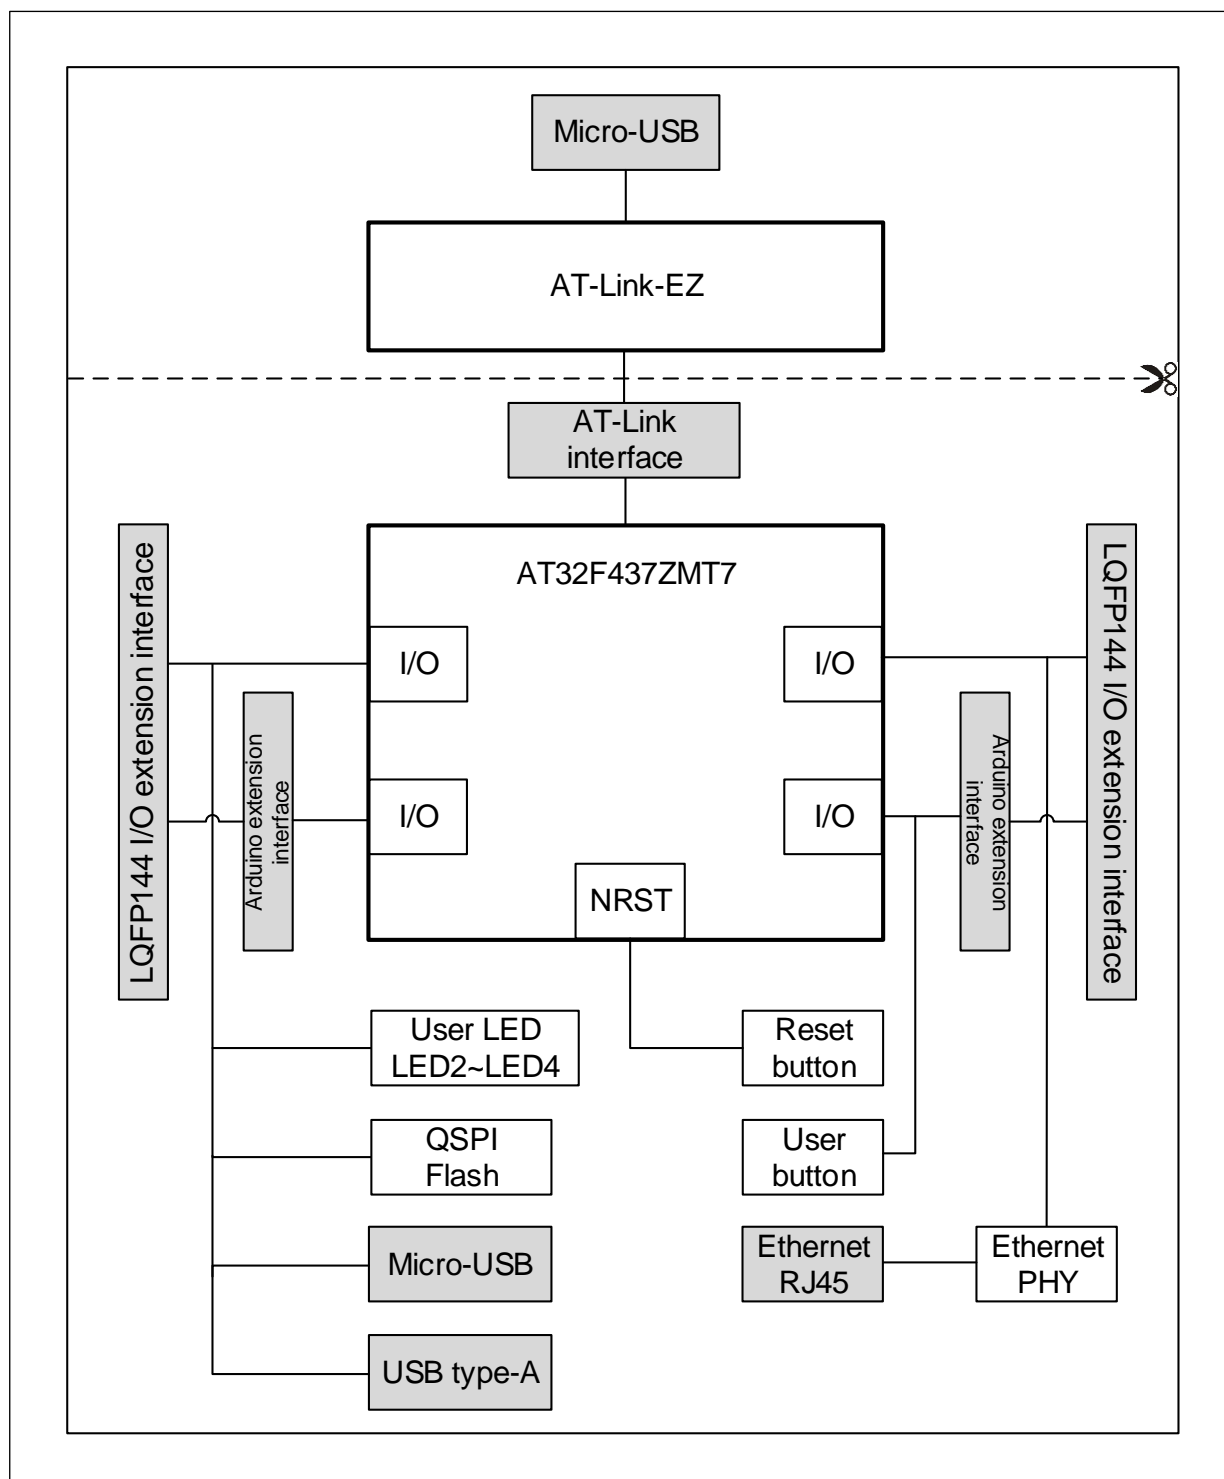 Micro-USB
AT-Link-EZ
AT-Link
interface
AT32F437ZMT7
LQFP144 I/O extension interface
I/O
I/O
LQFP144 I/O extension interface
Arduino extension
interface
I/O
I/O
Arduino extension
interface
NRST
User LED
LED2~LED4
Reset
button
QSPI
Flash
User
button
Micro-USB
Ethernet
RJ45
Ethernet
PHY
USB type-A